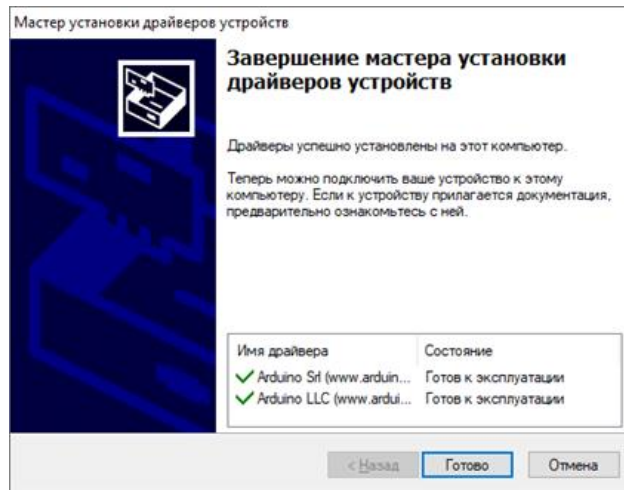 Мастер установки драйверов устройств
Завершение мастера установки
драйверов устройств
Драйверы успешно установлены на этот компьютер.
Теперь можно подключить ваше устройство к этому
компьютеру. Если к устройству прилагается документация,
предварительно ознакомьтесь с ней.
Имя драйвера Состояние
Arduino Srl (www.arduin... Готов к эксплуатации
Arduino LLC (www.ardui... Готов к эксплуатации
< Назад Готово Отмена